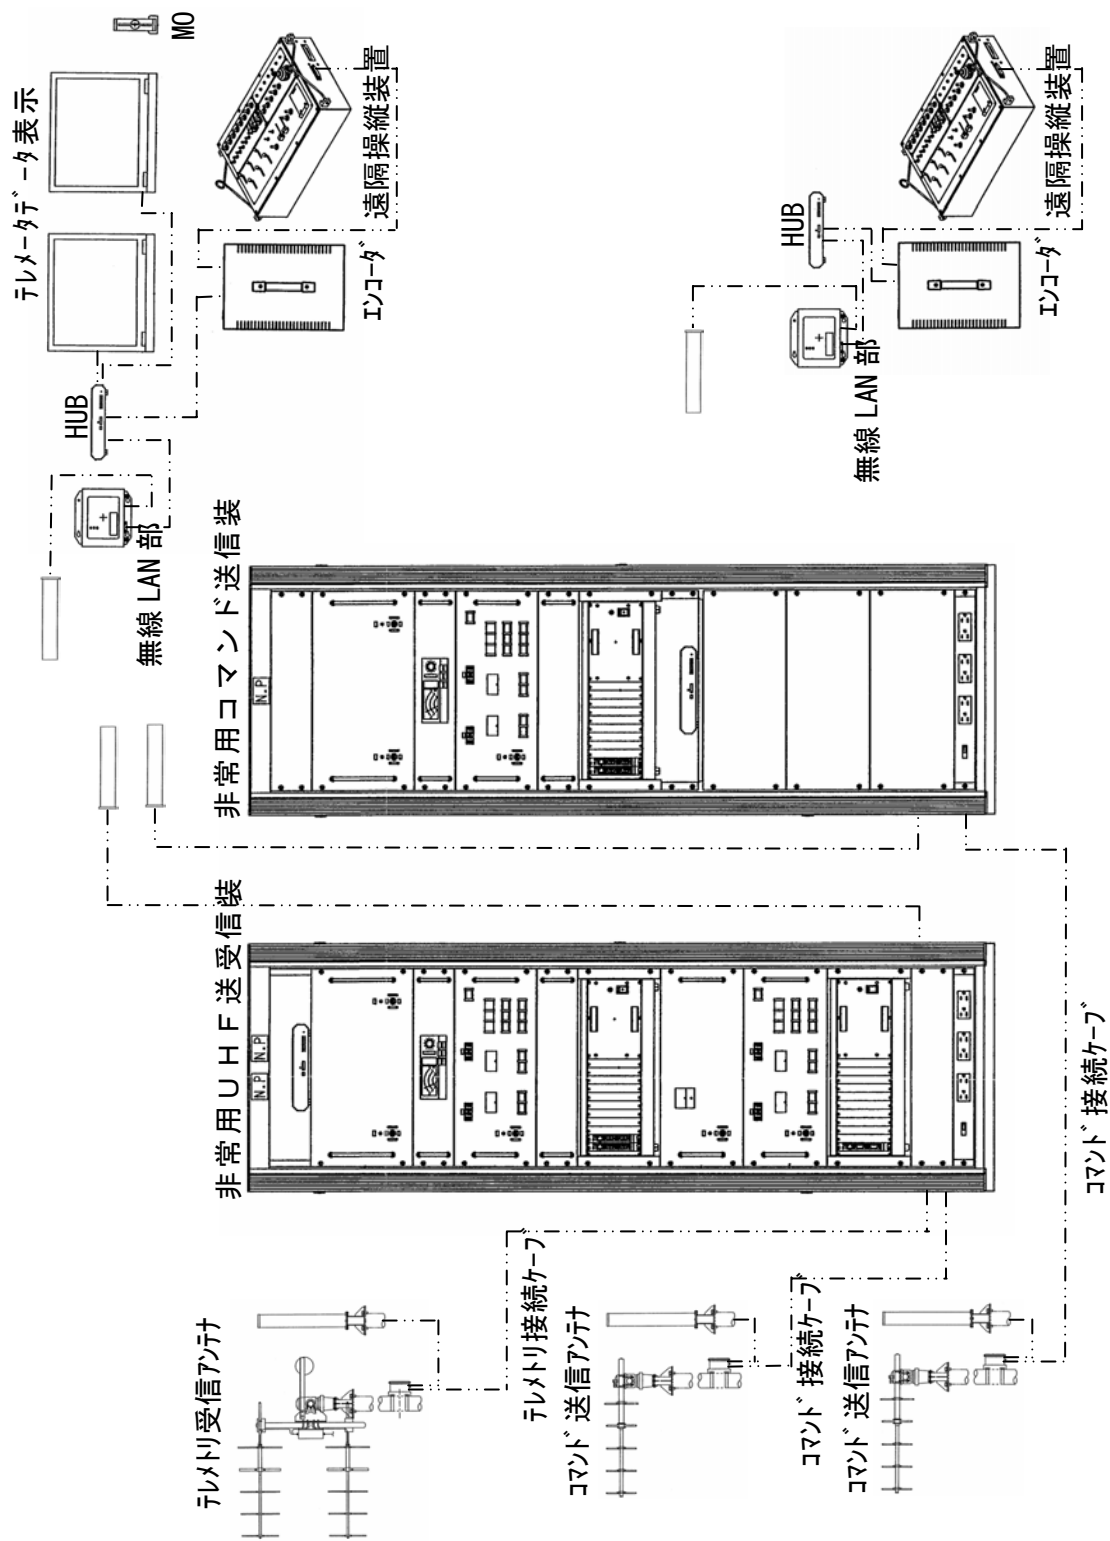 テレメトリ受信アンテナ
テレメトリ接続ケーブ
コマンド送信アンテナ
コマンド接続ケーブ
コマンド送信アンテナ
非常用UHF送受信装
N.P
N.P
コマンド接続ケーブ
非常用コマンド送信装
N.P
無線LAN部
HUB
テレメータデータ表示
MO
エンコーダ
遠隔操縦装置
無線LAN部
HUB
エンコーダ
遠隔操縦装置